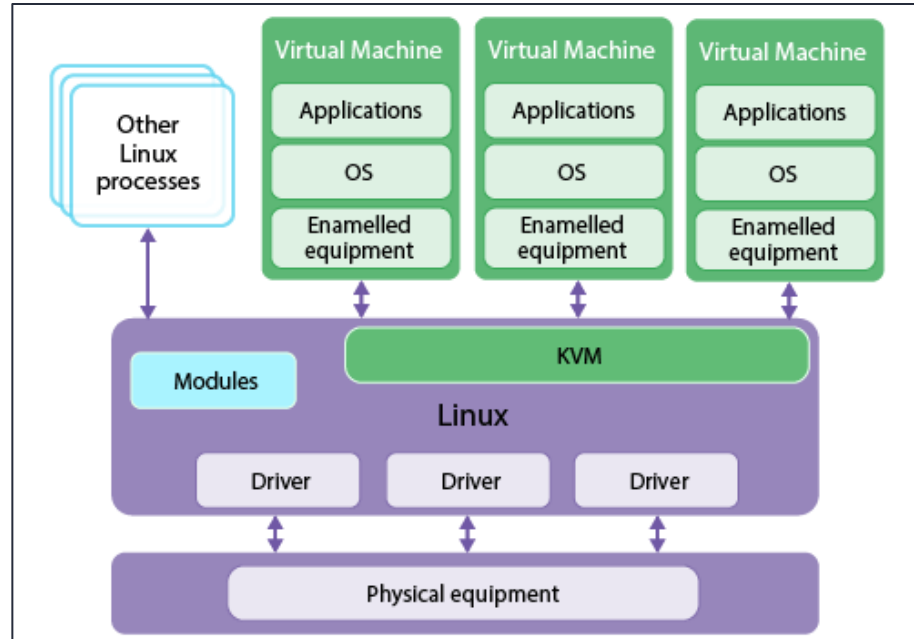 Virtual Machine
Applications
OS
Enamelled
equipment
Virtual Machine
Applications
OS
Enamelled
equipment
Virtual Machine
Applications
OS
Enamelled
equipment
Other
Linux
processes
KVM
Modules
Linux
Driver
Driver
Driver
Physical equipment